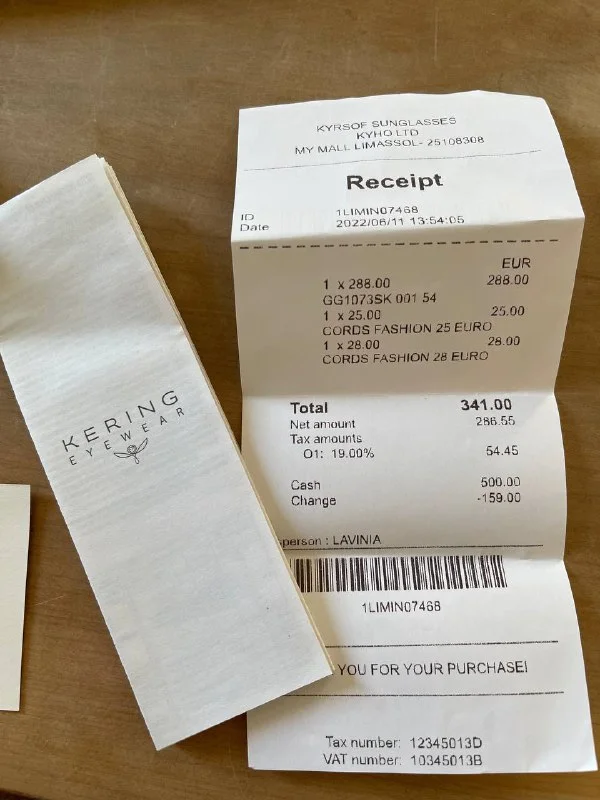 KYRSOF SUNGLASSES
KYHO LTD
MY MALL LIMASSOL- 25108308
Receipt
ID 1LIMIN07468
Date 2022/06/11 13:54:05
EUR
1 x 288.00 288.00
GG1073SK 001 54
1 x 25.00 25.00
CORDS FASHION 25 EURO
1 x 28.00 28.00
CORDS FASHION 28 EURO
Total 341.00
Net amount 286.55
Tax amounts
O1: 19.00% 54.45
Cash 500.00
Change -159.00
person : LAVINIA
1LIMIN07468
YOU FOR YOUR PURCHASE!
Tax number: 12345013D
VAT number: 10345013B
KERING
EYEWEAR